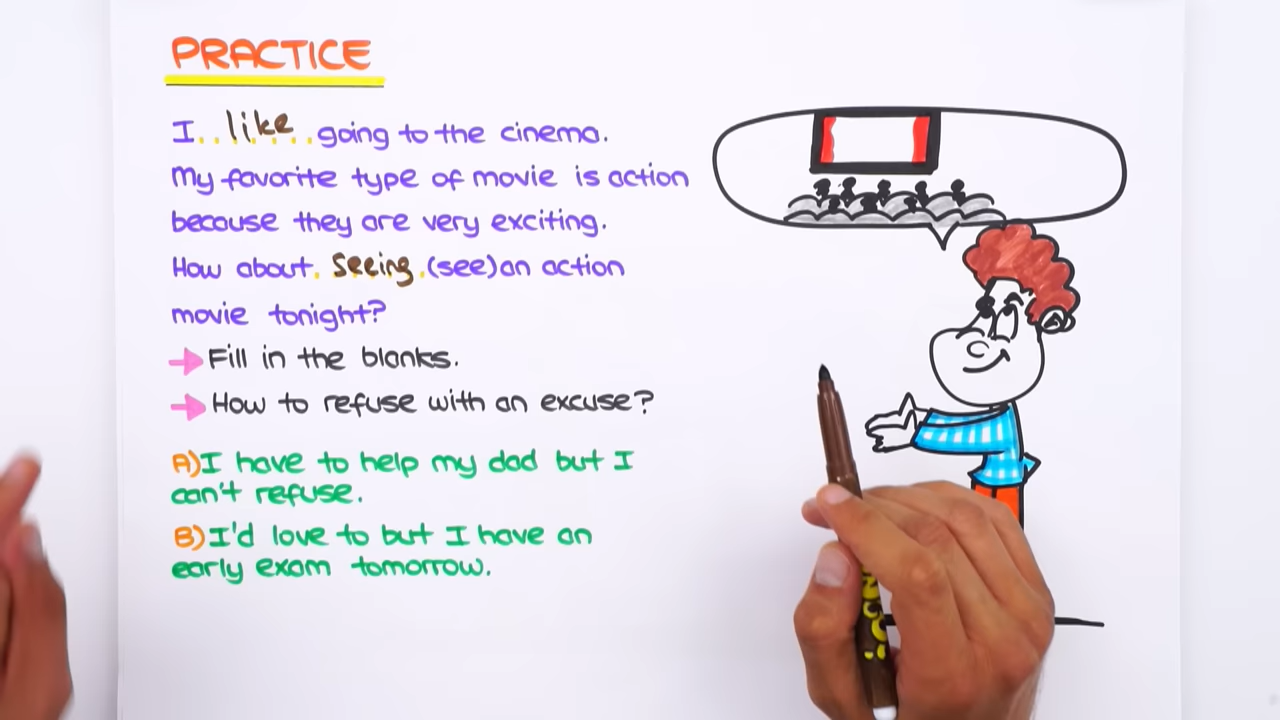 PRACTICE
I..like...going to the cinema.
My favorite type of movie is action
because they are very exciting.
How about.seeing.(see)an action
movie tonight?
→ Fill in the blanks.
→ How to refuse with an excuse?
A)I have to help my dad but I
can't refuse.
B)I'd love to but I have an
early exam tomorrow.